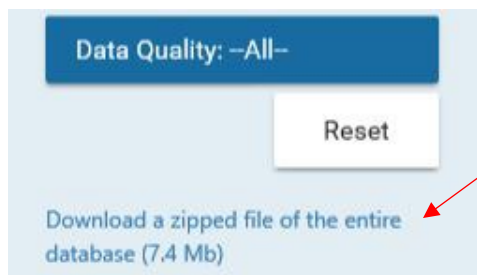 Data Quality: --All--
Reset
Download a zipped file of the entire
database (7.4 Mb)